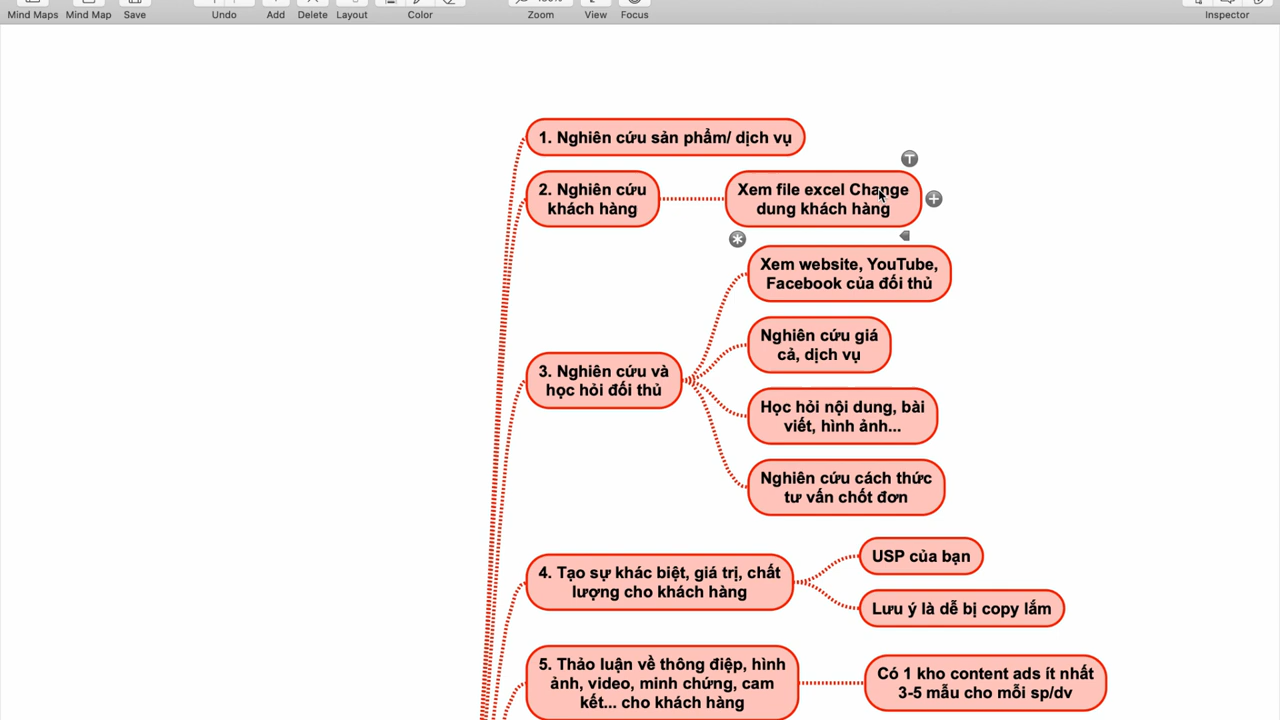 Mind Maps Mind Map Save Undo Add Delete Layout Color Zoom View Focus Inspector
1. Nghiên cứu sản phẩm/ dịch vụ
2. Nghiên cứu
khách hàng
Xem file excel Change
dung khách hàng
Xem website, YouTube,
Facebook của đối thủ
Nghiên cứu giá
cả, dịch vụ
3. Nghiên cứu và
học hỏi đối thủ
Học hỏi nội dung, bài
viết, hình ảnh...
Nghiên cứu cách thức
tư vấn chốt đơn
4. Tạo sự khác biệt, giá trị, chất
lượng cho khách hàng
USP của bạn
Lưu ý là dễ bị copy lắm
5. Thảo luận về thông điệp, hình
ảnh, video, minh chứng, cam
kết... cho khách hàng
Có 1 kho content ads ít nhất
3-5 mẫu cho mỗi sp/dv